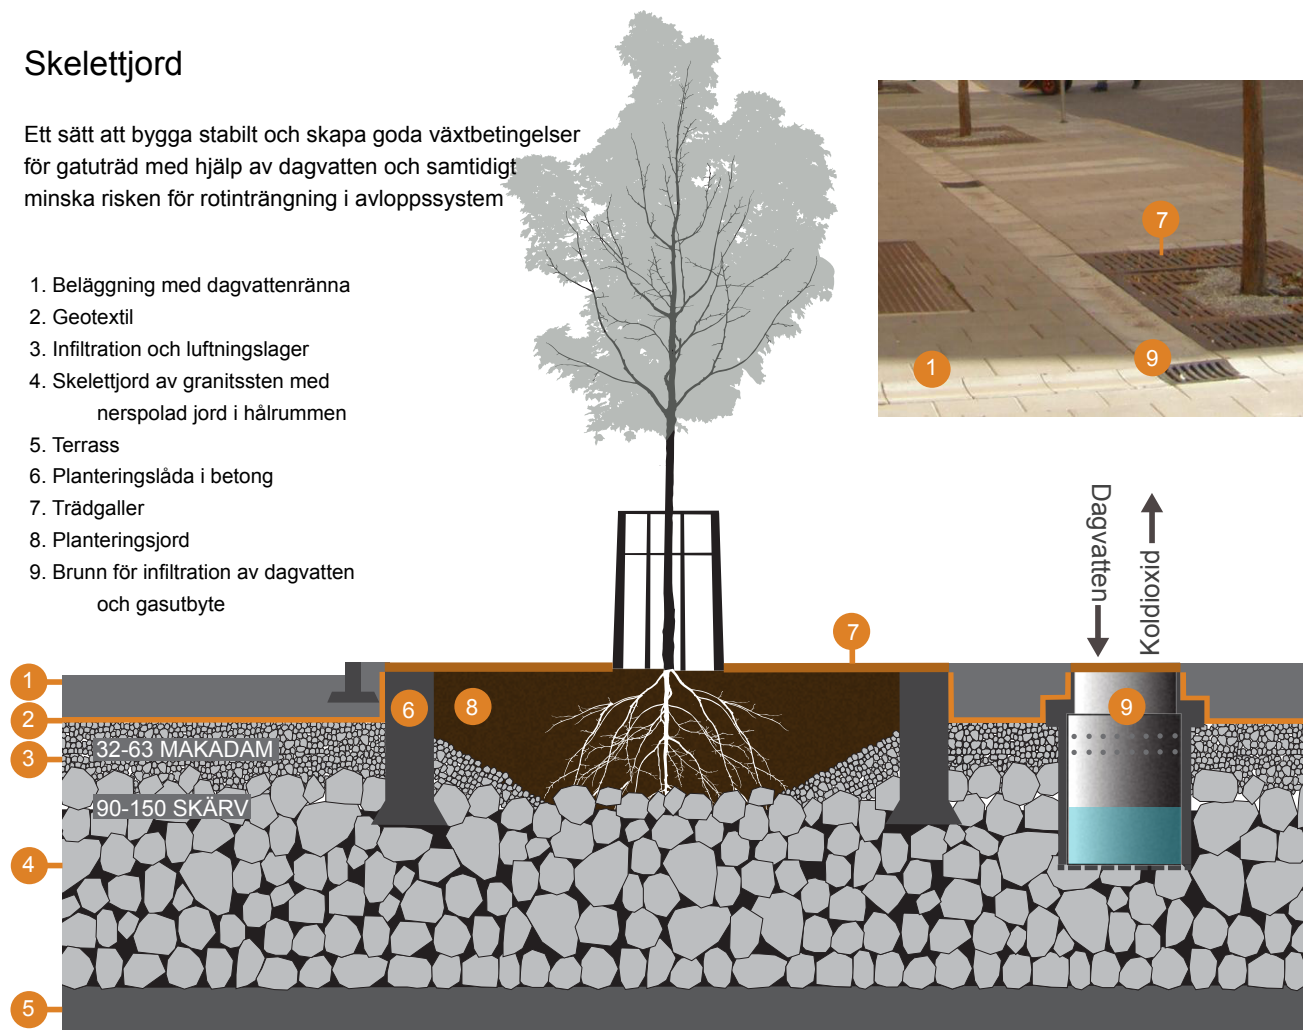 Skelettjord
Ett sätt att bygga stabilt och skapa goda växtbetingelser
för gatuträd med hjälp av dagvatten och samtidigt
minska risken för rotinträngning i avloppssystem
1. Beläggning med dagvattenränna
2. Geotextil
3. Infiltration och luftningslager
4. Skelettjord av granitssten med
nerspolad jord i hålrummen
5. Terrass
6. Planteringslåda i betong
7. Trädgaller
8. Planteringsjord
9. Brunn för infiltration av dagvatten
och gasutbyte
7
9
1
Dagvatten
Koldioxid
7
1
2
3
6
8
9
32-63 MAKADAM
90-150 SKÄRV
4
5